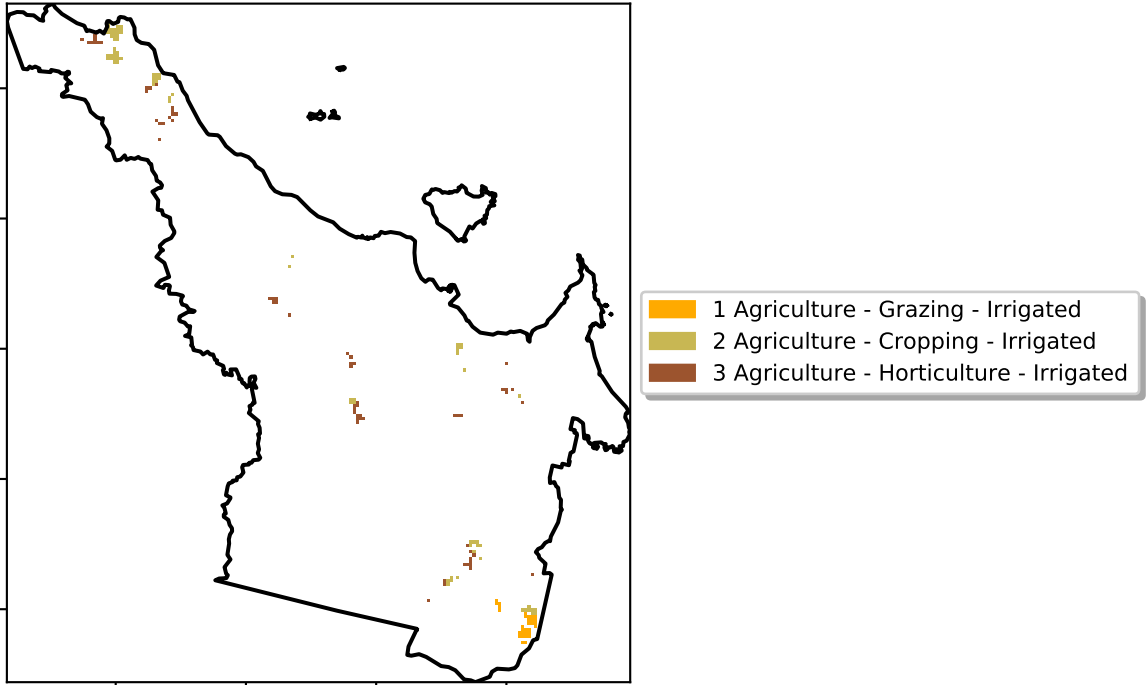 1 Agriculture - Grazing - Irrigated
2 Agriculture - Cropping - Irrigated
3 Agriculture - Horticulture - Irrigated